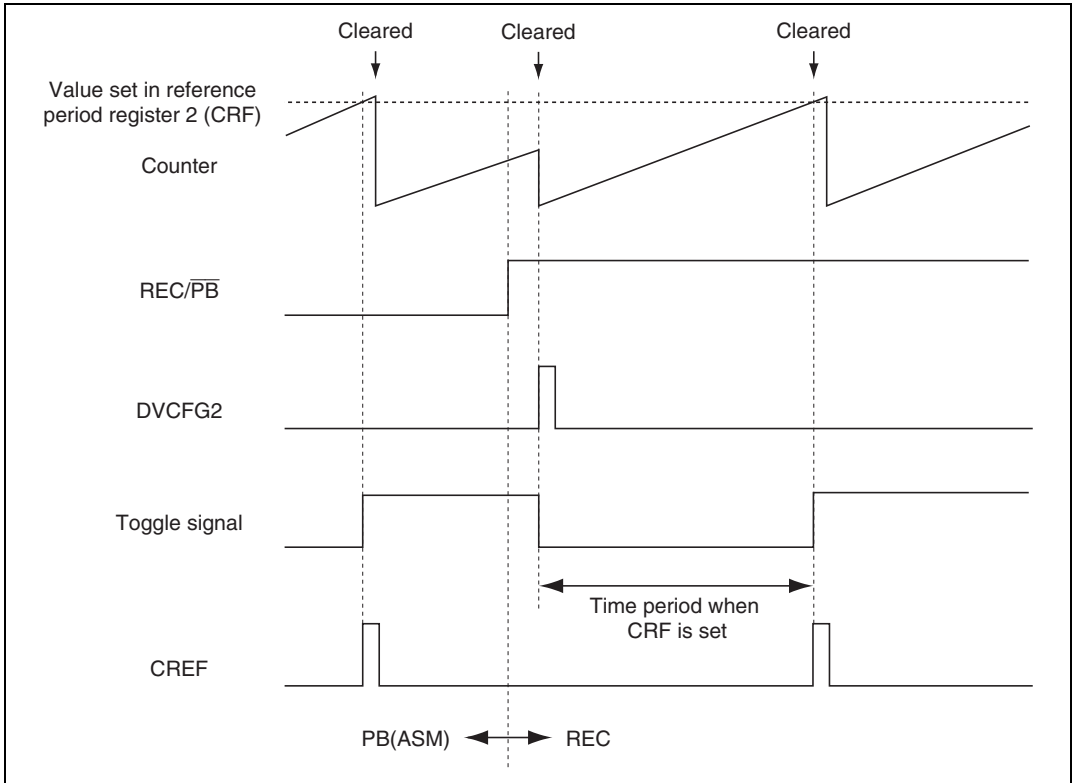 Cleared Cleared Cleared
Value set in reference
period register 2 (CRF)
Counter
REC/P̅B̅
DVCFG2
Toggle signal
Time period when
CRF is set
CREF
PB(ASM) REC